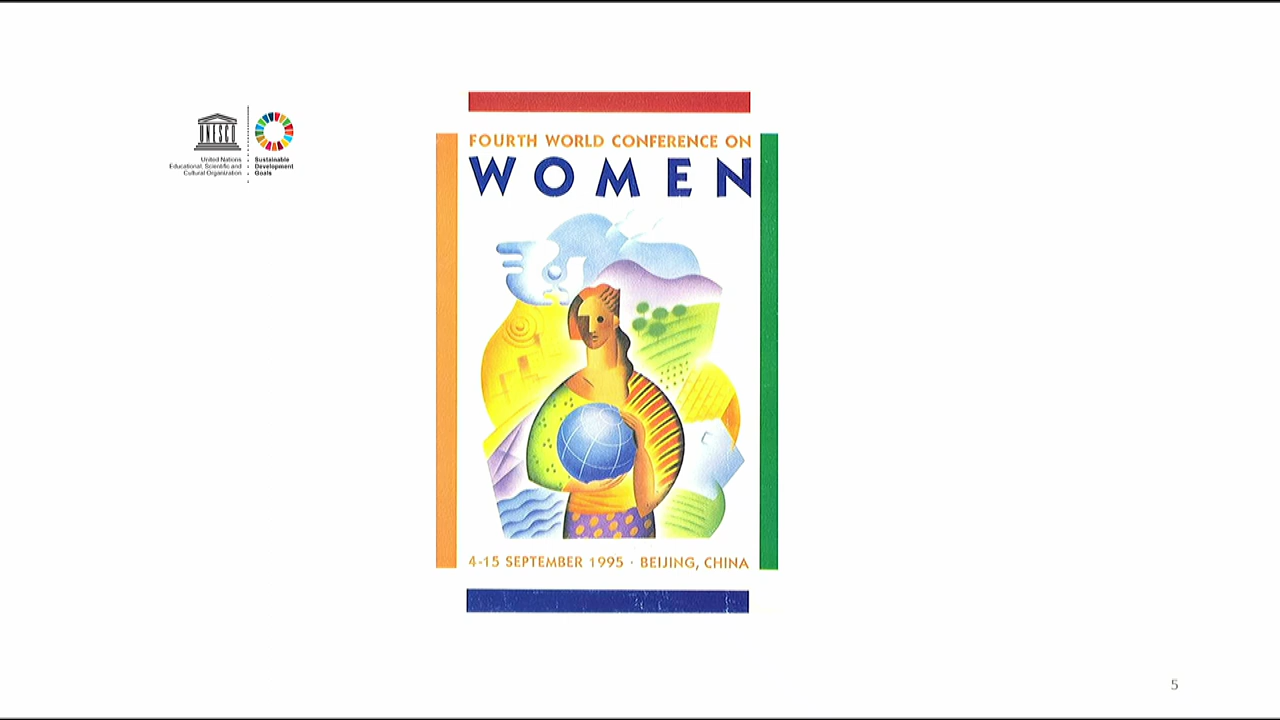 UNESCO
United Nations
Educational, Scientific and
Cultural Organization
Sustainable
Development
Goals
FOURTH WORLD CONFERENCE ON
WOMEN
4-15 SEPTEMBER 1995 · BEIJING, CHINA
5